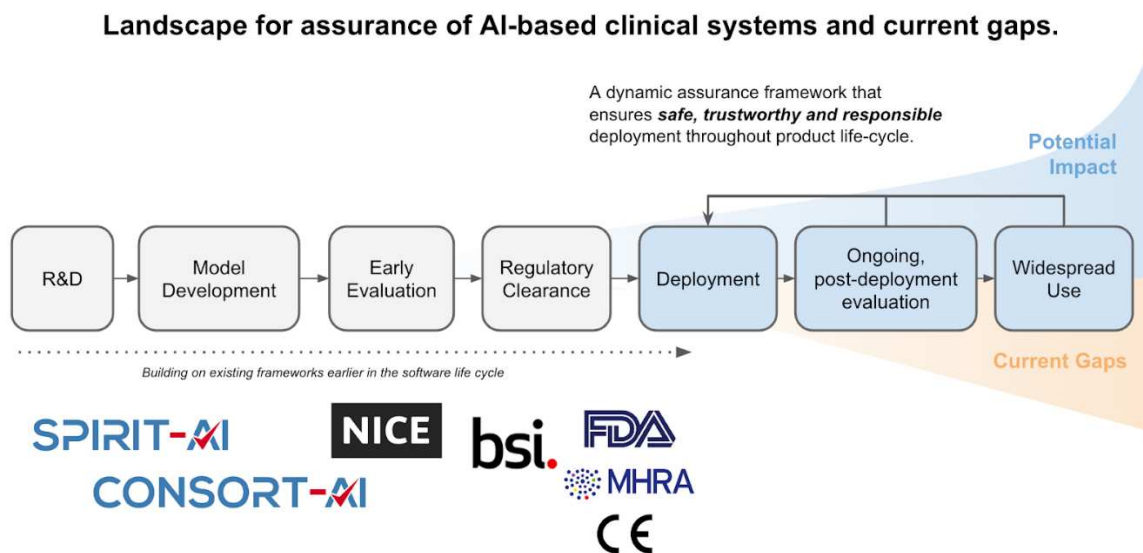 Landscape for assurance of AI-based clinical systems and current gaps.
A dynamic assurance framework that
ensures safe, trustworthy and responsible
deployment throughout product life-cycle.
Potential
Impact
R&D
Model
Development
Early
Evaluation
Regulatory
Clearance
Deployment
Ongoing,
post-deployment
evaluation
Widespread
Use
Current Gaps
Building on existing frameworks earlier in the software life cycle
SPIRIT-AI
CONSORT-AI
NICE
bsi.
FDA
MHRA
CE